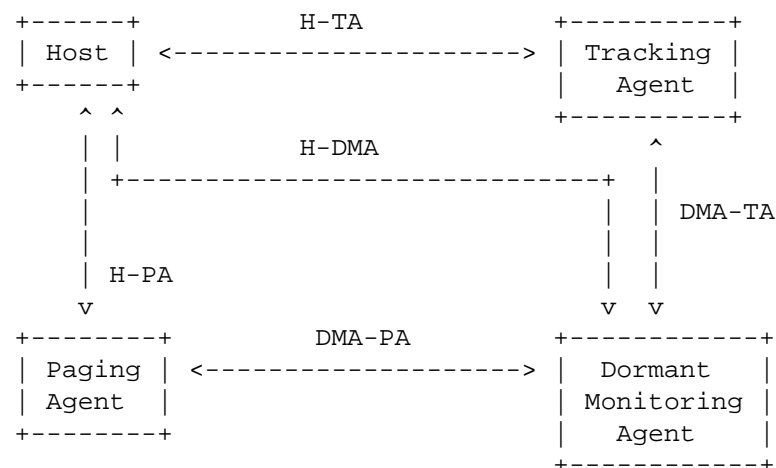 H-TA
Host
Tracking
Agent
H-DMA
DMA-TA
H-PA
DMA-PA
Paging
Agent
Dormant
Monitoring
Agent